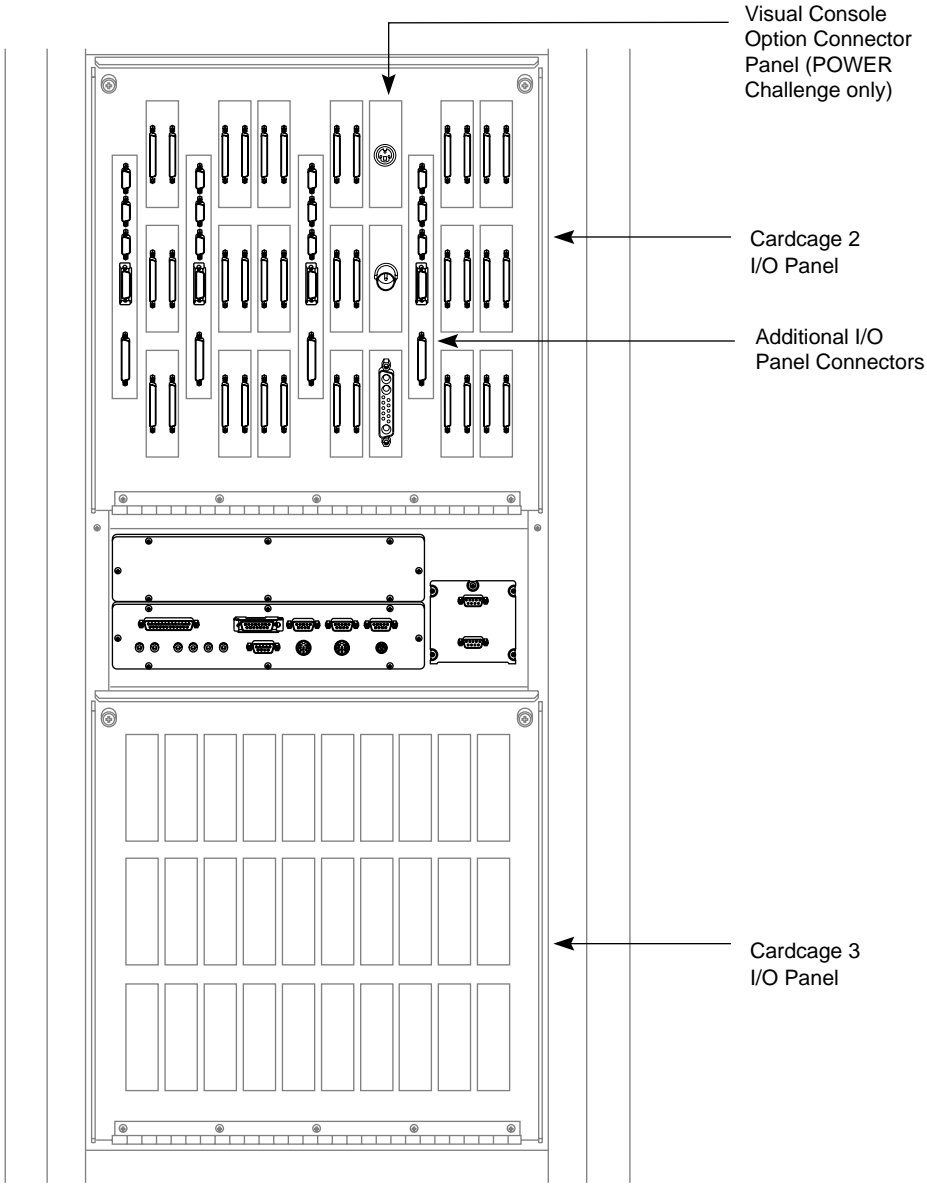 Visual Console
Option Connector
Panel (POWER
Challenge only)
Cardcage 2
I/O Panel
Additional I/O
Panel Connectors
Cardcage 3
I/O Panel